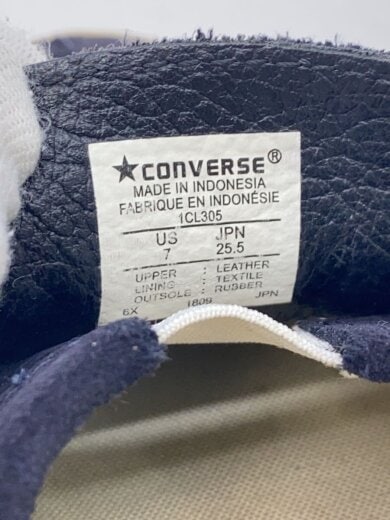 ★CONVERSE®
MADE IN INDONESIA
FABRIQUE EN INDONÉSIE
1CL305
US JPN
7 25.5
UPPER : LEATHER
LINING : TEXTILE
OUTSOLE : RUBBER
6X 1809 JPN